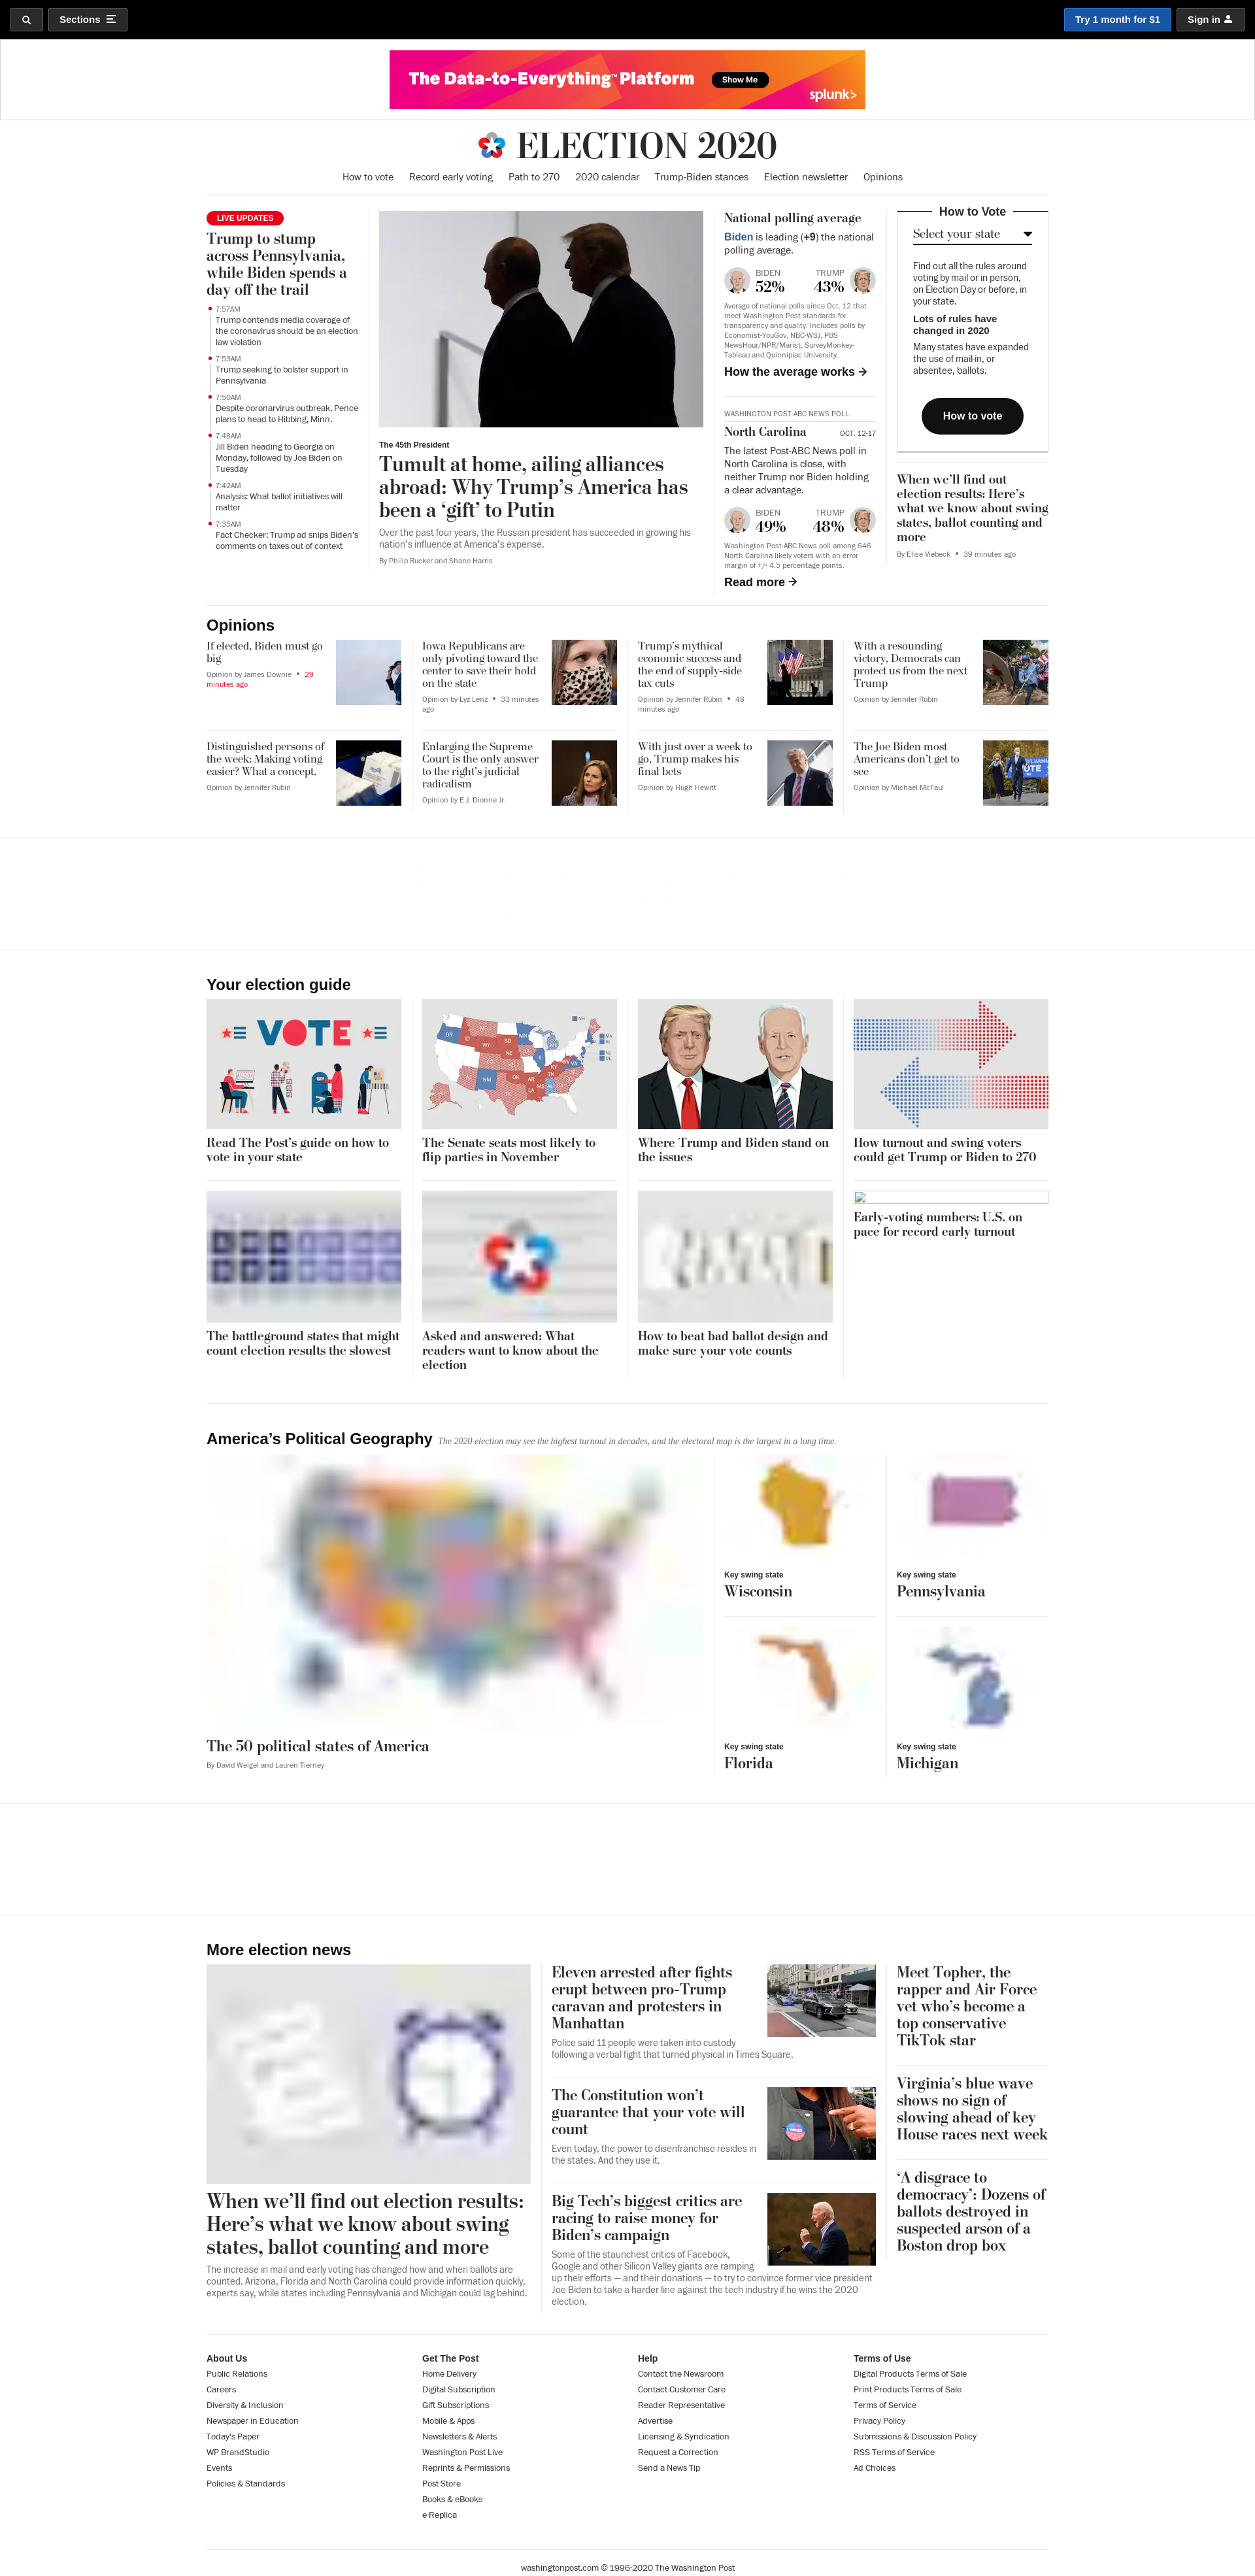 Sections
Try 1 month for $1
Sign in
The Data-to-Everything™ Platform
Show Me
splunk>
ELECTION 2020
How to vote
Record early voting
Path to 270
2020 calendar
Trump-Biden stances
Election newsletter
Opinions
LIVE UPDATES
Trump to stump
across Pennsylvania,
while Biden spends a
day off the trail
7:57AM
Trump contends media coverage of
the coronavirus should be an election
law violation
7:53AM
Trump seeking to bolster support in
Pennsylvania
7:50AM
Despite coronarvirus outbreak, Pence
plans to head to Hibbing, Minn.
7:48AM
Jill Biden heading to Georgia on
Monday, followed by Joe Biden on
Tuesday
7:42AM
Analysis: What ballot initiatives will
matter
7:35AM
Fact Checker: Trump ad snips Biden's
comments on taxes out of context
The 45th President
Tumult at home, ailing alliances
abroad: Why Trump's America has
been a 'gift' to Putin
Over the past four years, the Russian president has succeeded in growing his
nation's influence at America's expense.
By Philip Rucker and Shane Harris
National polling average
Biden is leading (+9) the national
polling average.
BIDEN
52%
TRUMP
43%
Average of national polls since Oct. 12 that
meet Washington Post standards for
transparency and quality. Includes polls by
Economist-YouGov, NBC-WSJ, PBS
NewsHour/NPR/Marist, SurveyMonkey-
Tableau and Quinnipiac University.
How the average works →
WASHINGTON POST-ABC NEWS POLL
North Carolina
OCT. 12-17
The latest Post-ABC News poll in
North Carolina is close, with
neither Trump nor Biden holding
a clear advantage.
BIDEN
49%
TRUMP
48%
Washington Post-ABC News poll among 646
North Carolina likely voters with an error
margin of +/- 4.5 percentage points.
Read more →
How to Vote
Select your state
Find out all the rules around
voting by mail or in person,
on Election Day or before, in
your state.
Lots of rules have
changed in 2020
Many states have expanded
the use of mail-in, or
absentee, ballots.
How to vote
When we'll find out
election results: Here's
what we know about swing
states, ballot counting and
more
By Elise Viebeck • 39 minutes ago
Opinions
If elected, Biden must go
big
Opinion by James Downie • 29
minutes ago
Iowa Republicans are
only pivoting toward the
center to save their hold
on the state
Opinion by Lyz Lenz • 33 minutes
ago
Trump's mythical
economic success and
the end of supply-side
tax cuts
Opinion by Jennifer Rubin • 48
minutes ago
With a resounding
victory, Democrats can
protect us from the next
Trump
Opinion by Jennifer Rubin
Distinguished persons of
the week: Making voting
easier? What a concept.
Opinion by Jennifer Rubin
Enlarging the Supreme
Court is the only answer
to the right's judicial
radicalism
Opinion by E.J. Dionne Jr.
With just over a week to
go, Trump makes his
final bets
Opinion by Hugh Hewitt
The Joe Biden most
Americans don't get to
see
Opinion by Michael McFaul
Your election guide
VOTE
Read The Post's guide on how to
vote in your state
The Senate seats most likely to
flip parties in November
Where Trump and Biden stand on
the issues
How turnout and swing voters
could get Trump or Biden to 270
The battleground states that might
count election results the slowest
Asked and answered: What
readers want to know about the
election
How to beat bad ballot design and
make sure your vote counts
Early-voting numbers: U.S. on
pace for record early turnout
America's Political Geography
The 2020 election may see the highest turnout in decades, and the electoral map is the largest in a long time.
The 50 political states of America
By David Weigel and Lauren Tierney
Key swing state
Wisconsin
Key swing state
Pennsylvania
Key swing state
Florida
Key swing state
Michigan
More election news
When we'll find out election results:
Here's what we know about swing
states, ballot counting and more
The increase in mail and early voting has changed how and when ballots are
counted. Arizona, Florida and North Carolina could provide information quickly,
experts say, while states including Pennsylvania and Michigan could lag behind.
Eleven arrested after fights
erupt between pro-Trump
caravan and protesters in
Manhattan
Police said 11 people were taken into custody
following a verbal fight that turned physical in Times Square.
The Constitution won't
guarantee that your vote will
count
Even today, the power to disenfranchise resides in
the states. And they use it.
Big Tech's biggest critics are
racing to raise money for
Biden's campaign
Some of the staunchest critics of Facebook,
Google and other Silicon Valley giants are ramping
up their efforts — and their donations — to try to convince former vice president
Joe Biden to take a harder line against the tech industry if he wins the 2020
election.
Meet Topher, the
rapper and Air Force
vet who's become a
top conservative
TikTok star
Virginia's blue wave
shows no sign of
slowing ahead of key
House races next week
'A disgrace to
democracy': Dozens of
ballots destroyed in
suspected arson of a
Boston drop box
About Us
Public Relations
Careers
Diversity & Inclusion
Newspaper in Education
Today's Paper
WP BrandStudio
Events
Policies & Standards
Get The Post
Home Delivery
Digital Subscription
Gift Subscriptions
Mobile & Apps
Newsletters & Alerts
Washington Post Live
Reprints & Permissions
Post Store
Books & eBooks
e-Replica
Help
Contact the Newsroom
Contact Customer Care
Reader Representative
Advertise
Licensing & Syndication
Request a Correction
Send a News Tip
Terms of Use
Digital Products Terms of Sale
Print Products Terms of Sale
Terms of Service
Privacy Policy
Submissions & Discussion Policy
RSS Terms of Service
Ad Choices
washingtonpost.com © 1996-2020 The Washington Post